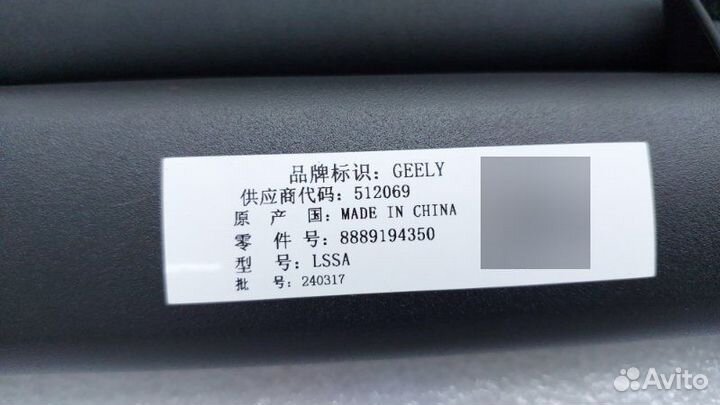 品牌标识: GEELY
供应商代码: 512069
原 产 国: MADE IN CHINA
零 件 号: 8889194350
型 号: LSSA
批 号: 240317
Avito